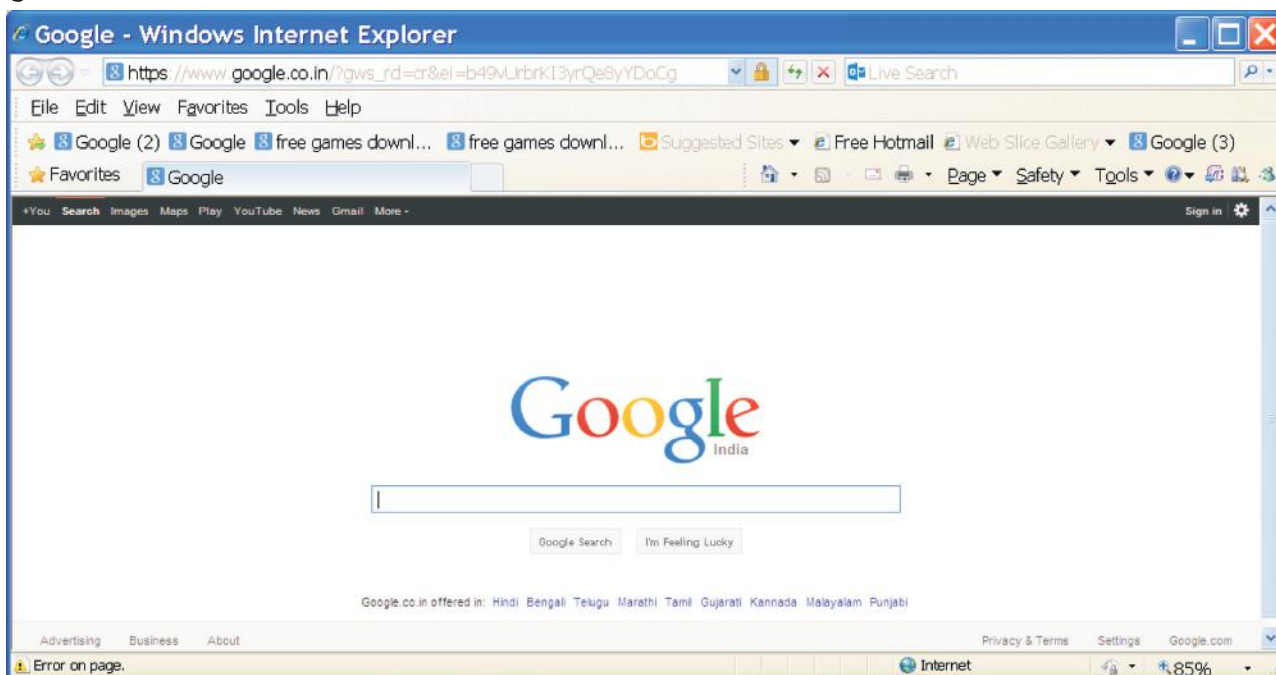 Google - Windows Internet Explorer
https://www.google.co.in/?gws_rd=cr&ei= Live Search
File Edit View Favorites Tools Help
Google (2) Google free games downl... free games downl... Suggested Sites Free Hotmail Web Slice Gallery Google (3)
Favorites Google Page Safety Tools
+You Search Images Maps Play YouTube News Gmail More Sign in
Google
India
Google Search I'm Feeling Lucky
Google.co.in offered in: Hindi Bengali Telugu Marathi Tamil Gujarati Kannada Malayalam Punjabi
Advertising Business About Privacy & Terms Settings Google.com
Error on page. Internet 85%